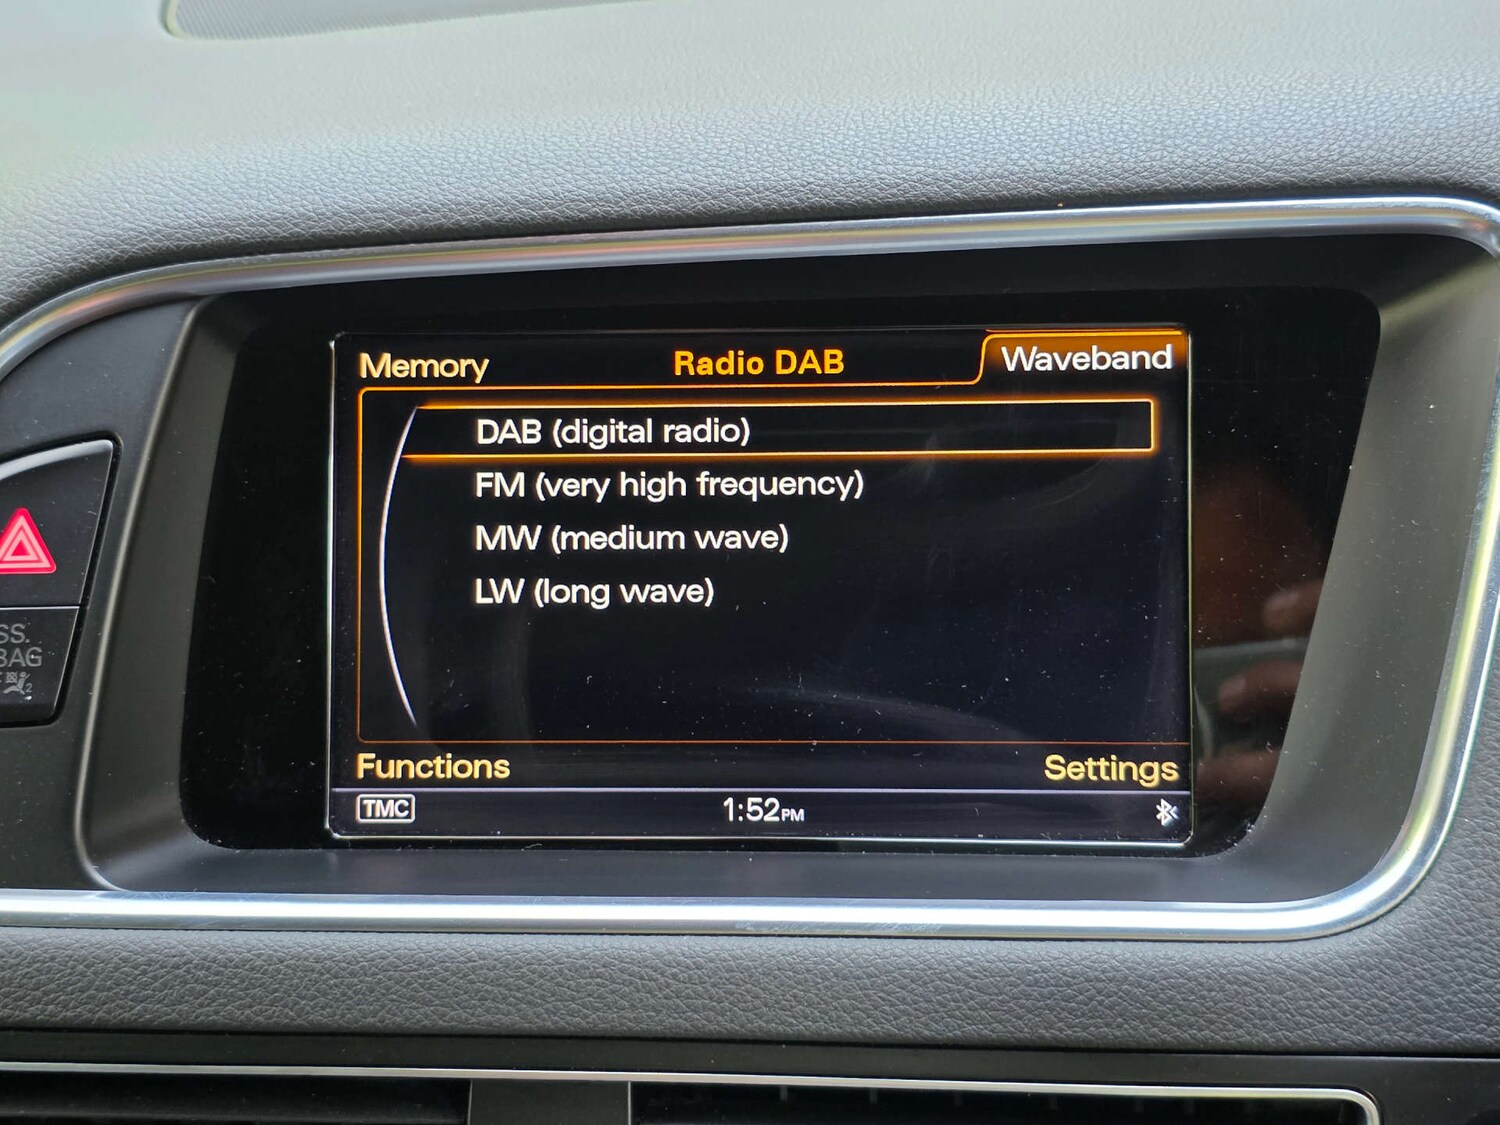 Memory
Radio DAB
Waveband
DAB (digital radio)
FM (very high frequency)
MW (medium wave)
LW (long wave)
Functions
Settings
TMC
1:52PM